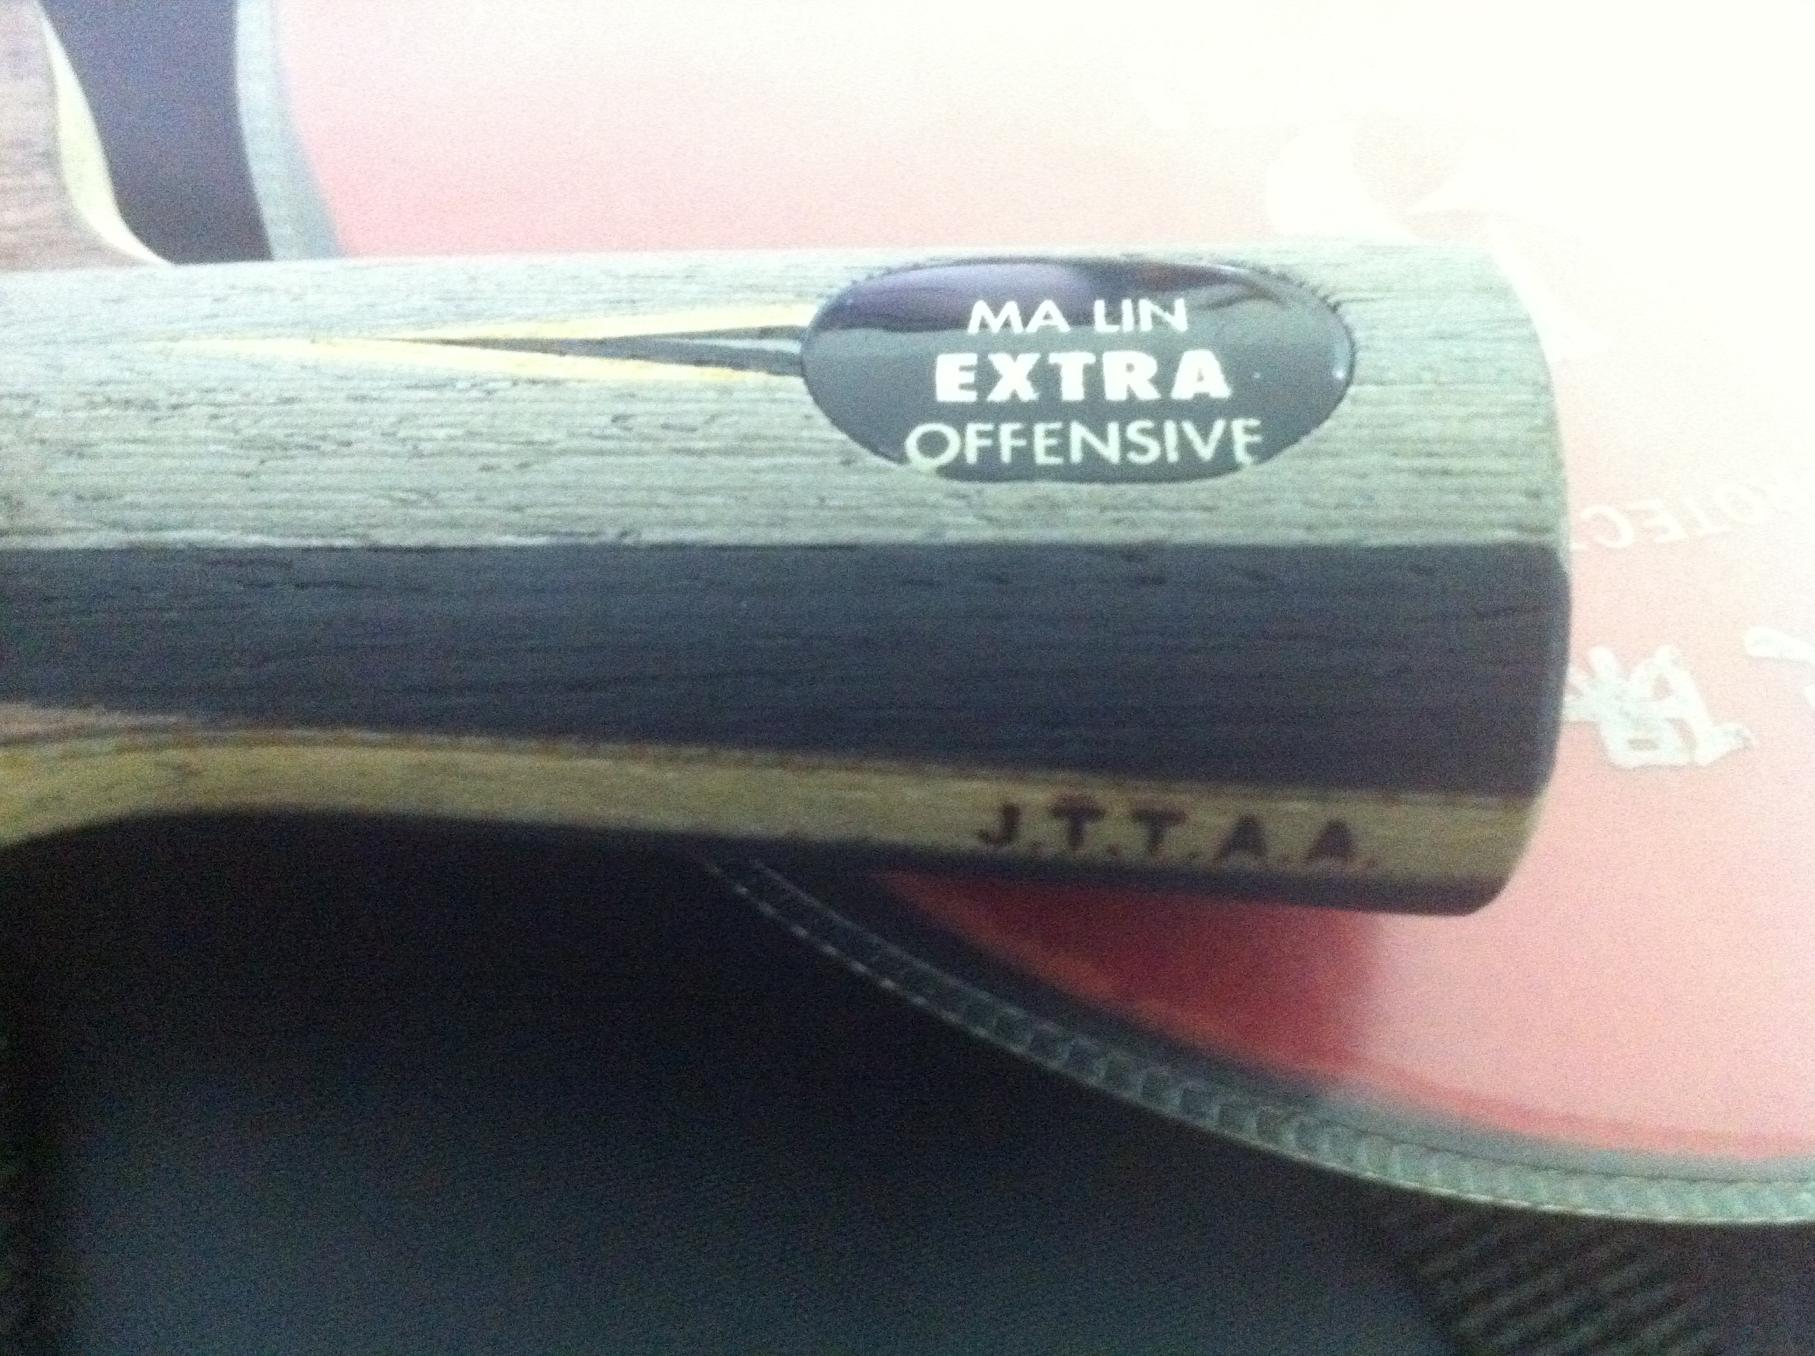 MA LIN
EXTRA
OFFENSIVE
J.T.T.A.A.